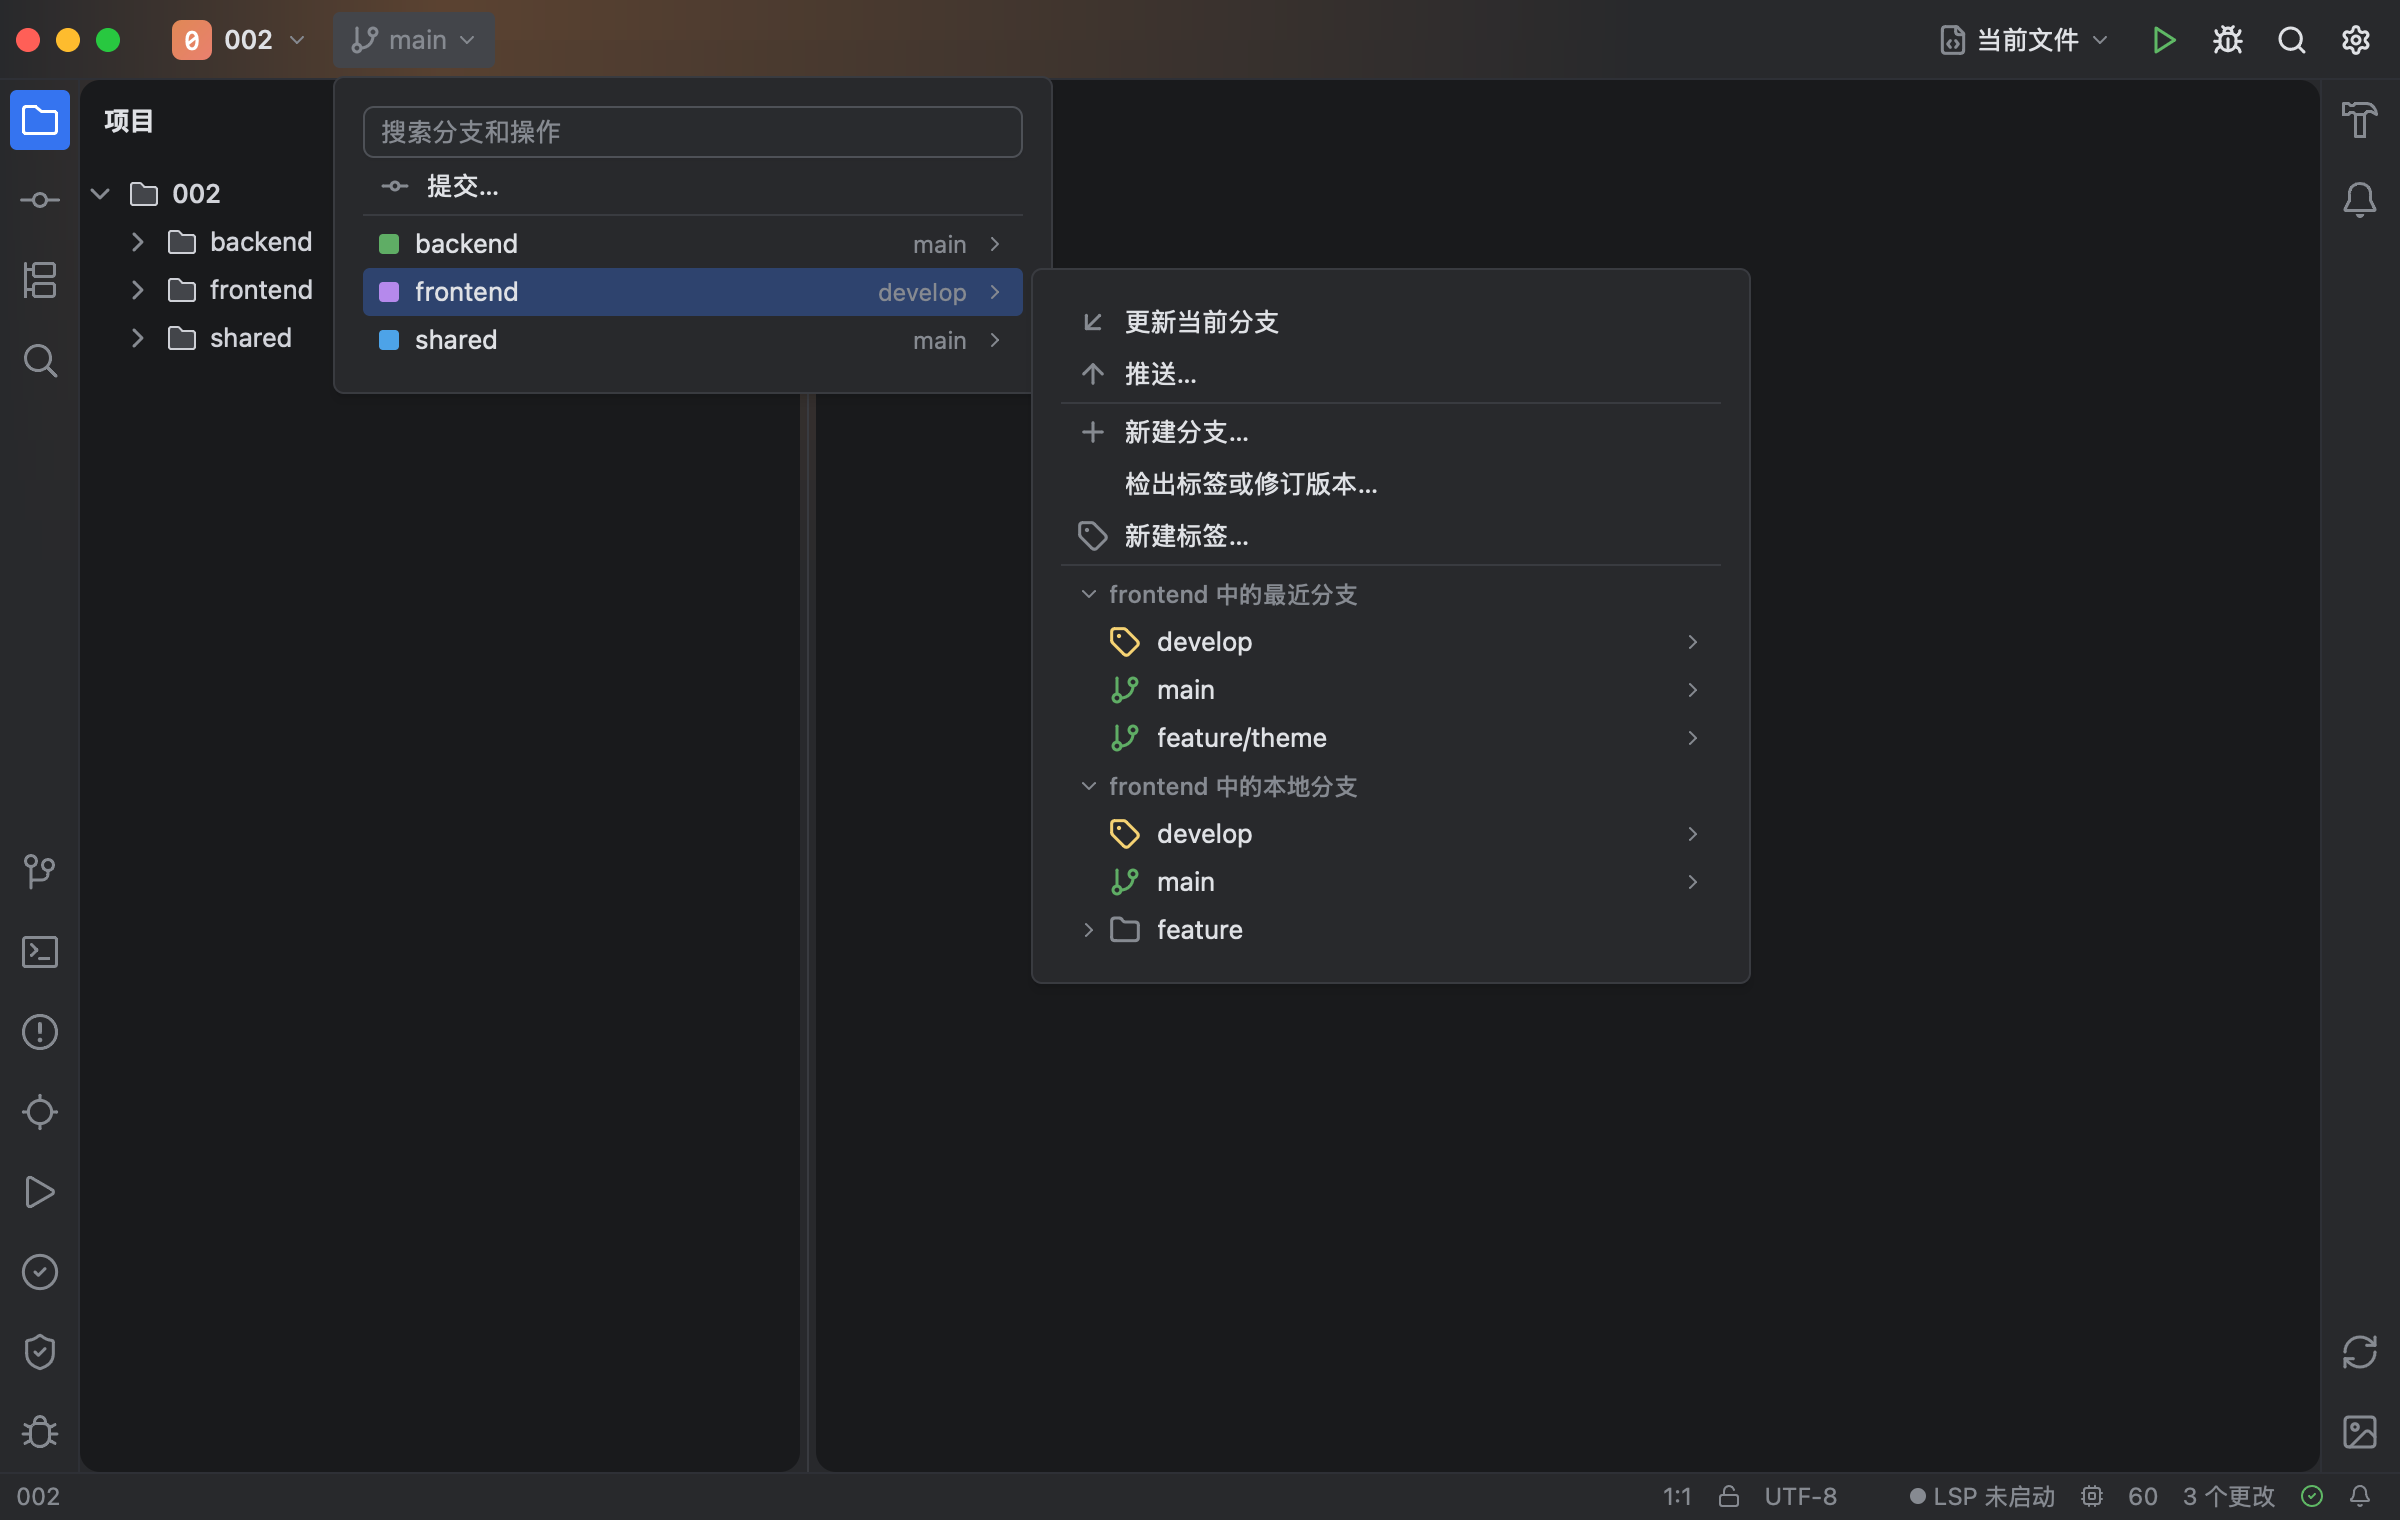 0 002 main 当前文件
项目
搜索分支和操作
提交...
002
backend
frontend
shared
backend main
frontend develop
shared main
更新当前分支
推送...
新建分支...
检出标签或修订版本...
新建标签...
frontend 中的最近分支
develop
main
feature/theme
frontend 中的本地分支
develop
main
feature
002 1:1 UTF-8 LSP 未启动 60 3 个更改